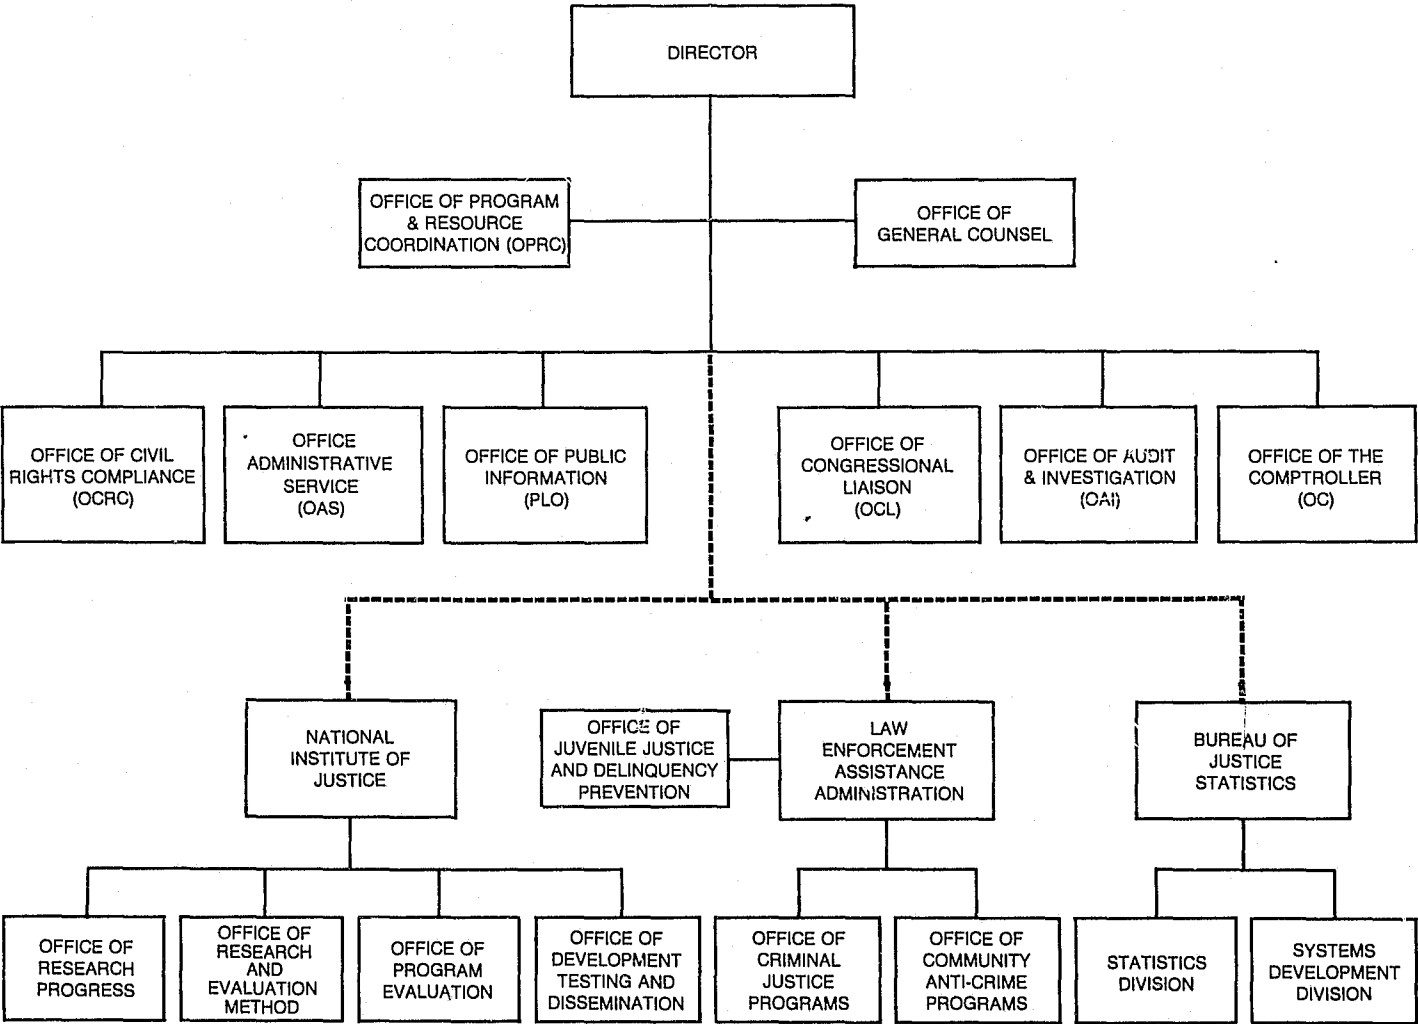 DIRECTOR
OFFICE OF PROGRAM
& RESOURCE
COORDINATION (OPRC)
OFFICE OF
GENERAL COUNSEL
OFFICE OF CIVIL
RIGHTS COMPLIANCE
(OCRC)
OFFICE
ADMINISTRATIVE
SERVICE
(OAS)
OFFICE OF PUBLIC
INFORMATION
(PLO)
OFFICE OF
CONGRESSIONAL
LIAISON
(OCL)
OFFICE OF AUDIT
& INVESTIGATION
(OAI)
OFFICE OF THE
COMPTROLLER
(OC)
NATIONAL
INSTITUTE OF
JUSTICE
OFFICE OF
JUVENILE JUSTICE
AND DELINQUENCY
PREVENTION
LAW
ENFORCEMENT
ASSISTANCE
ADMINISTRATION
BUREAU OF
JUSTICE
STATISTICS
OFFICE OF
RESEARCH
PROGRESS
OFFICE OF
RESEARCH
AND
EVALUATION
METHOD
OFFICE OF
PROGRAM
EVALUATION
OFFICE OF
DEVELOPMENT
TESTING AND
DISSEMINATION
OFFICE OF
CRIMINAL
JUSTICE
PROGRAMS
OFFICE OF
COMMUNITY
ANTI-CRIME
PROGRAMS
STATISTICS
DIVISION
SYSTEMS
DEVELOPMENT
DIVISION